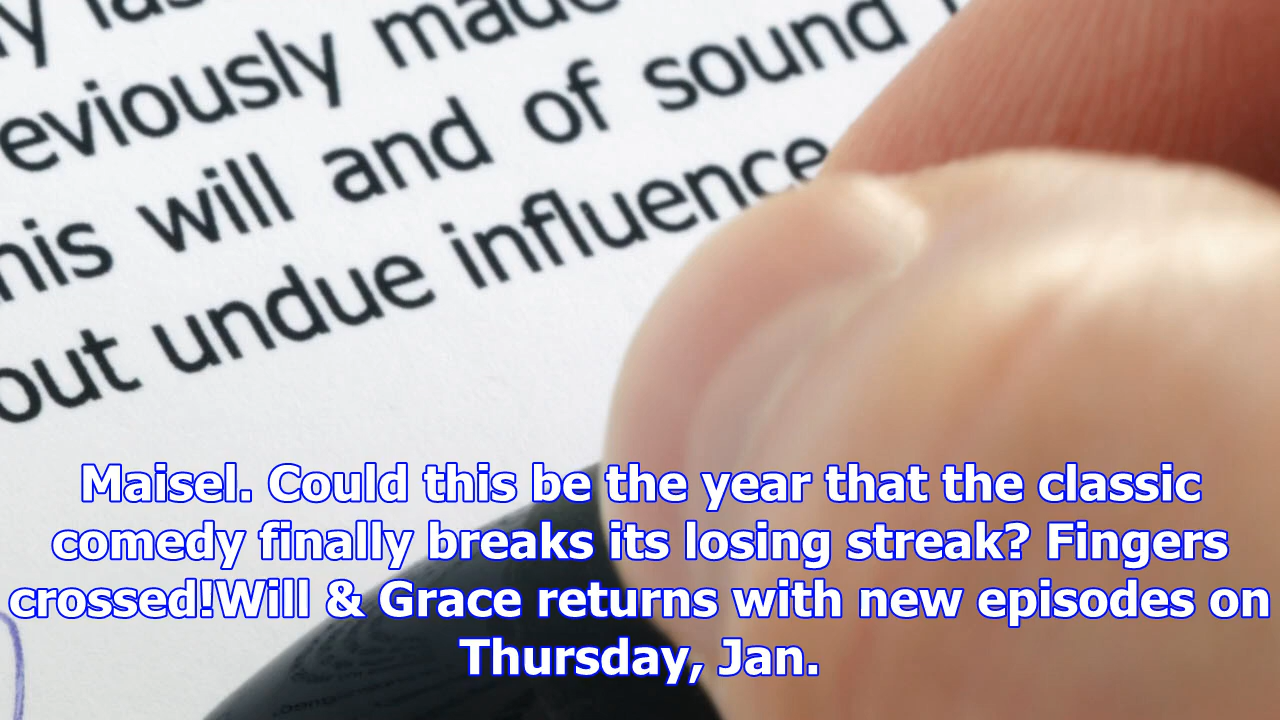 made
eviously
and of sound
will
undue influence
out
Maisel. Could this be the year that the classic
comedy finally breaks its losing streak? Fingers
crossed!Will & Grace returns with new episodes on
Thursday, Jan.